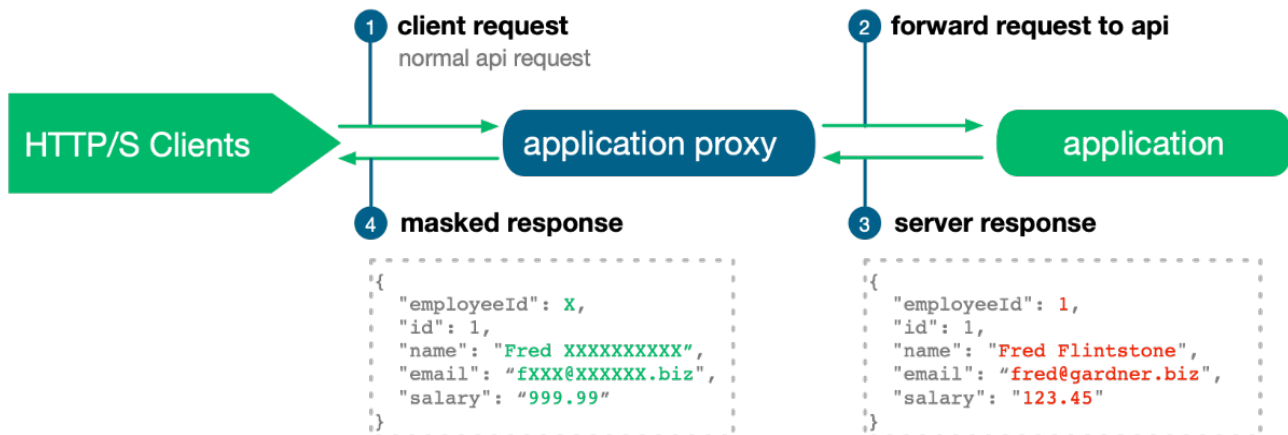 1 client request
normal api request
2 forward request to api
HTTP/S Clients
application proxy
application
4 masked response
{
"employeeId": X,
"id": 1,
"name": "Fred XXXXXXXXXX”,
"email": “fXXX@XXXXXX.biz",
"salary": “999.99”
}
3 server response
{
"employeeId": 1,
"id": 1,
"name": "Fred Flintstone",
"email": “fred@gardner.biz",
"salary": "123.45"
}